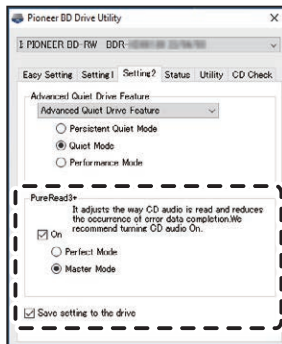 Pioneer BD Drive Utility
1 PIONEER BD-RW BDR-
Easy Setting Setting1 Setting2 Status Utility CD Check
Advanced Quiet Drive Feature
Advanced Quiet Drive Feature
Persistent Quiet Mode
Quiet Mode
Performance Mode
PureRead3+
It adjusts the way CD audio is read and reduces
the occurrence of error data completion.We
recommend turning CD audio On.
On
Perfect Mode
Master Mode
Save setting to the drive